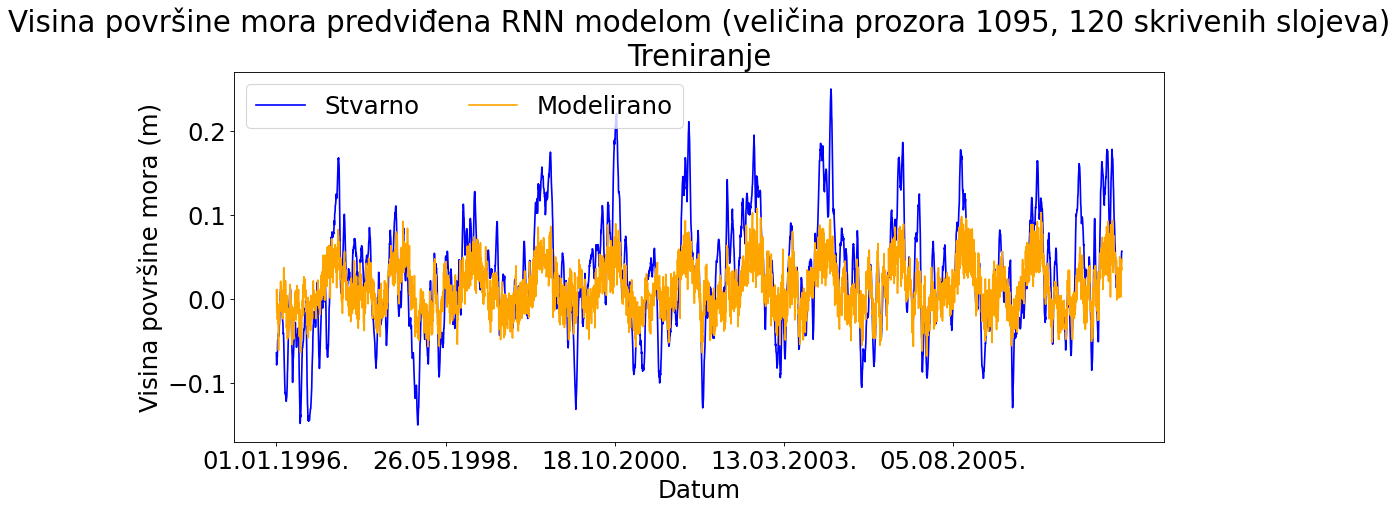 Visina površine mora predviđena RNN modelom (veličina prozora 1095, 120 skrivenih slojeva)
Treniranje
Stvarno Modelirano
Visina površine mora (m)
0.2
0.1
0.0
−0.1
01.01.1996. 26.05.1998. 18.10.2000. 13.03.2003. 05.08.2005.
Datum